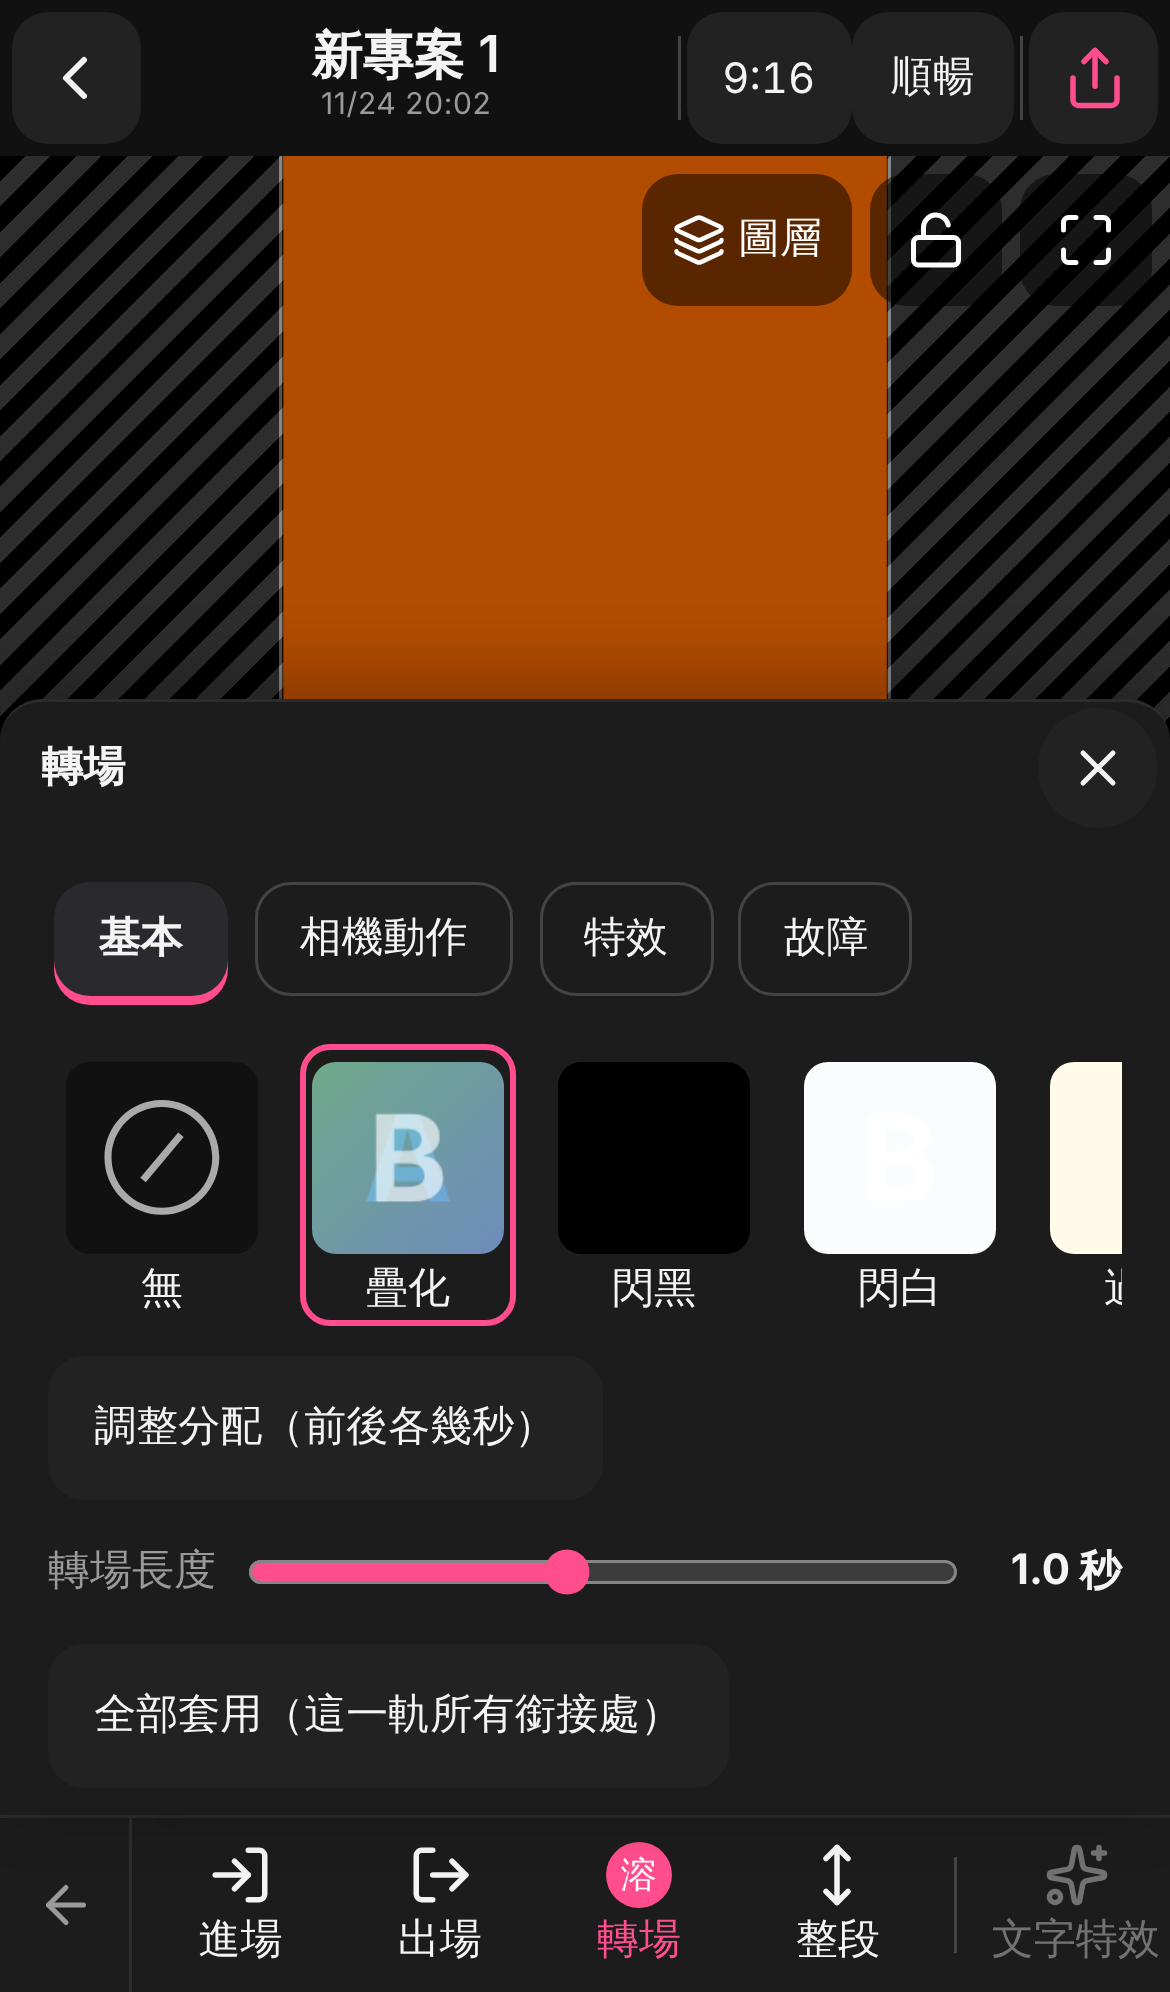 新專案 1
11/24 20:02
9:16
順暢
圖層
轉場
基本
相機動作
特效
故障
B
B
無
疊化
閃黑
閃白
調整分配（前後各幾秒）
轉場長度
1.0 秒
全部套用（這一軌所有銜接處）
溶
進場
出場
轉場
整段
文字特效